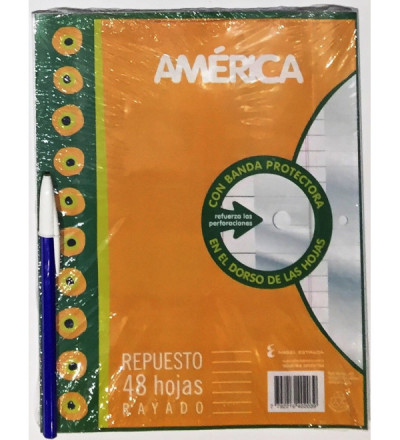 AMÉRICA
CON BANDA PROTECTORA
refuerza las
perforaciones
EN EL DORSO DE LAS HOJAS
REPUESTO
48 hojas
RAYADO